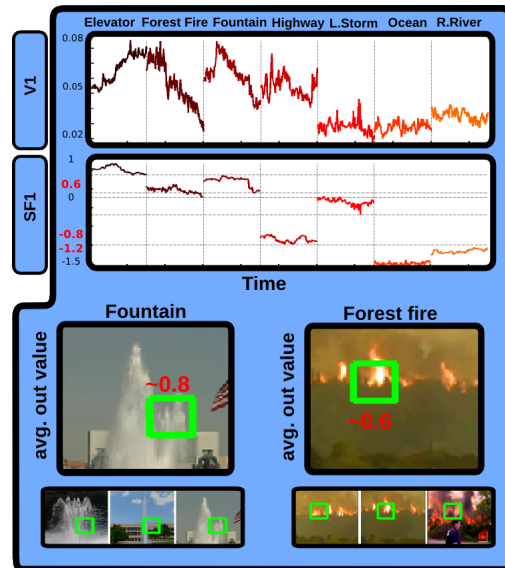 Elevator Forest Fire Fountain Highway L.Storm Ocean R.River
V1
0.08
0.05
0.02
SF1
1
0.6
0
-0.8
-1.2
-1.5
Time
Fountain
Forest fire
avg. out value
~0.8
avg. out value
~0.6